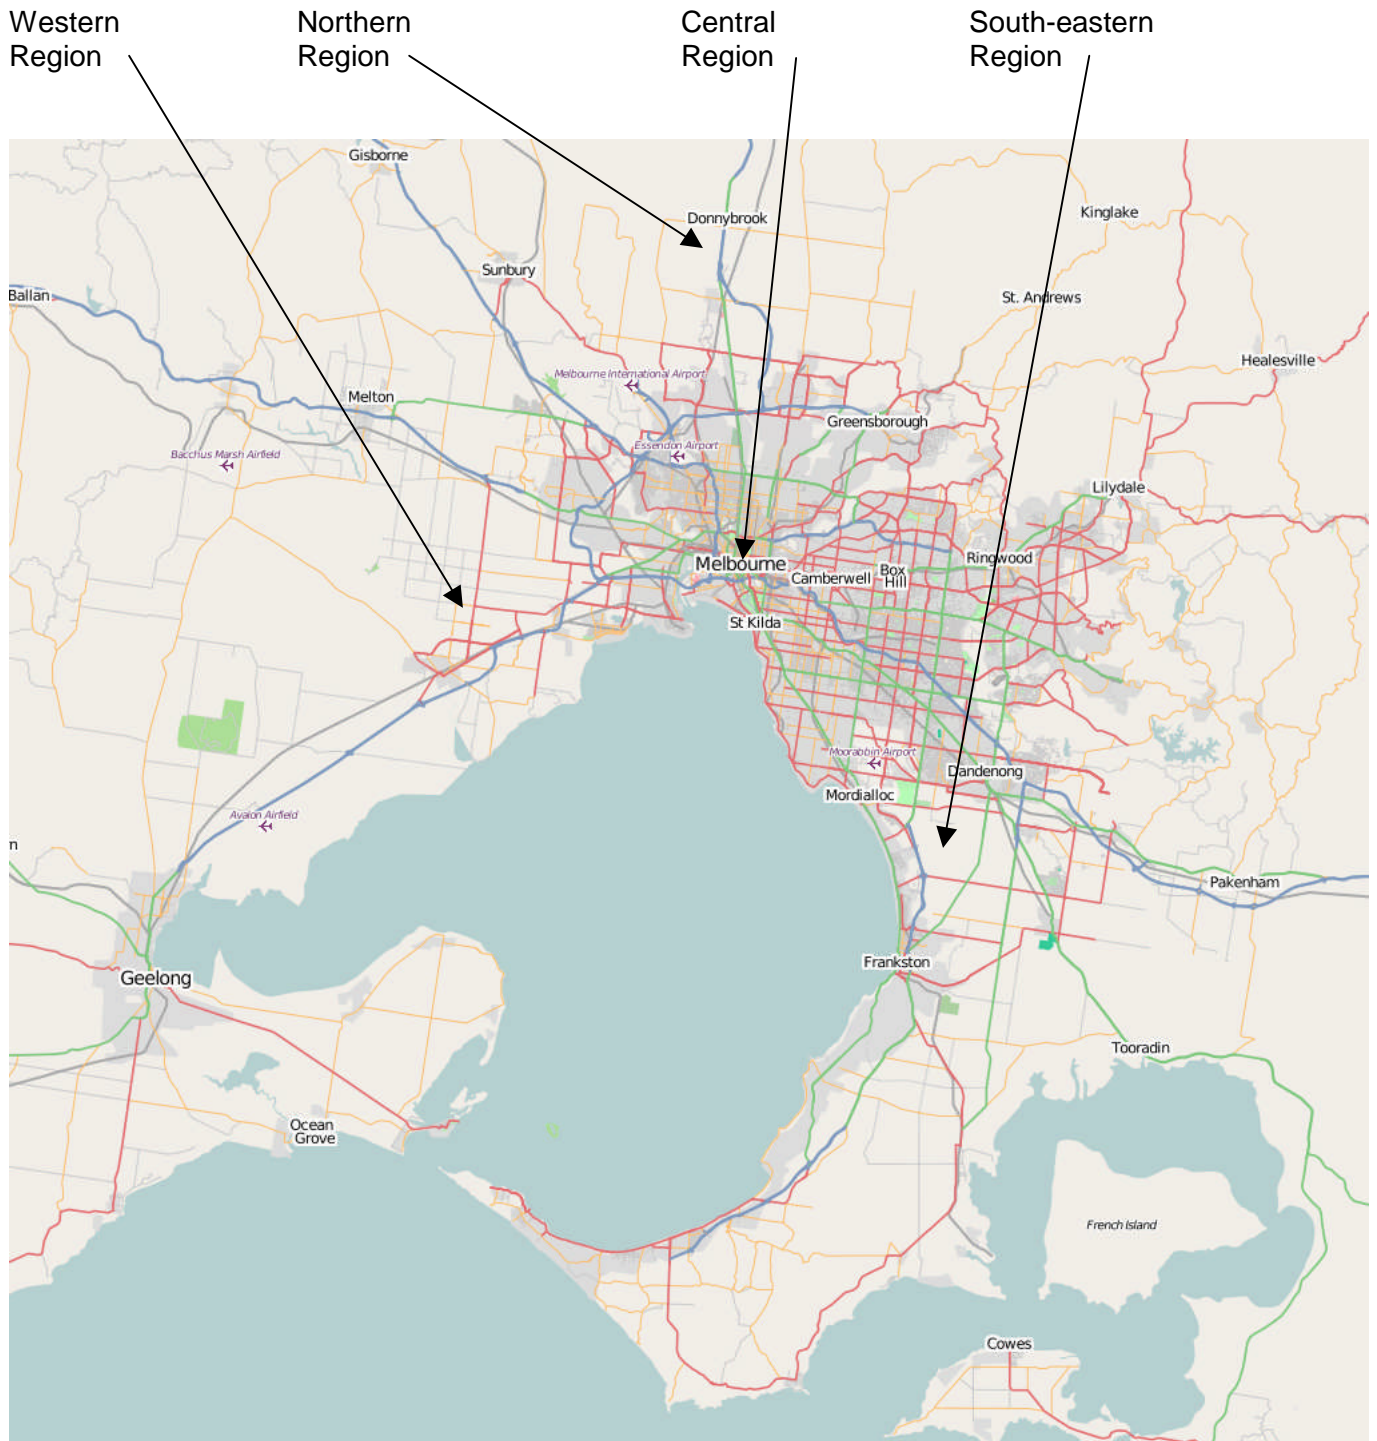 Western
Region
Northern
Region
Central
Region
South-eastern
Region
Gisborne
Donnybrook
Kinglake
Sunbury
Ballan
St. Andrews
Healesville
Melbourne International Airport
Melton
Greensborough
Essendon Airport
Bacchus Marsh Airfield
Lilydale
Melbourne
Ringwood
Camberwell
Box
Hill
St Kilda
Moorabbin Airport
Dandenong
Mordialloc
Avalon Airfield
n
Pakenham
Frankston
Geelong
Tooradin
Ocean
Grove
French Island
Cowes